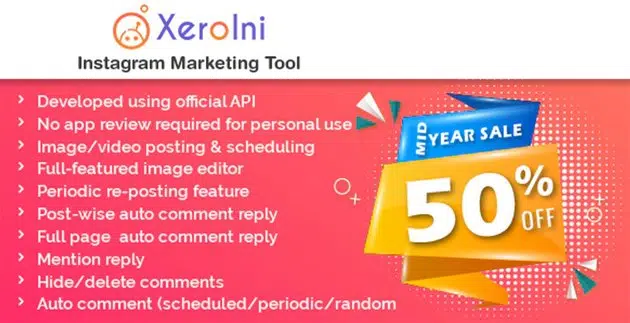 XeroIni
Instagram Marketing Tool
Developed using official API
No app review required for personal use
Image/video posting & scheduling
Full-featured image editor
Periodic re-posting feature
Post-wise auto comment reply
Full page auto comment reply
Mention reply
Hide/delete comments
Auto comment (scheduled/periodic/random
MID
YEAR SALE
50%
OFF